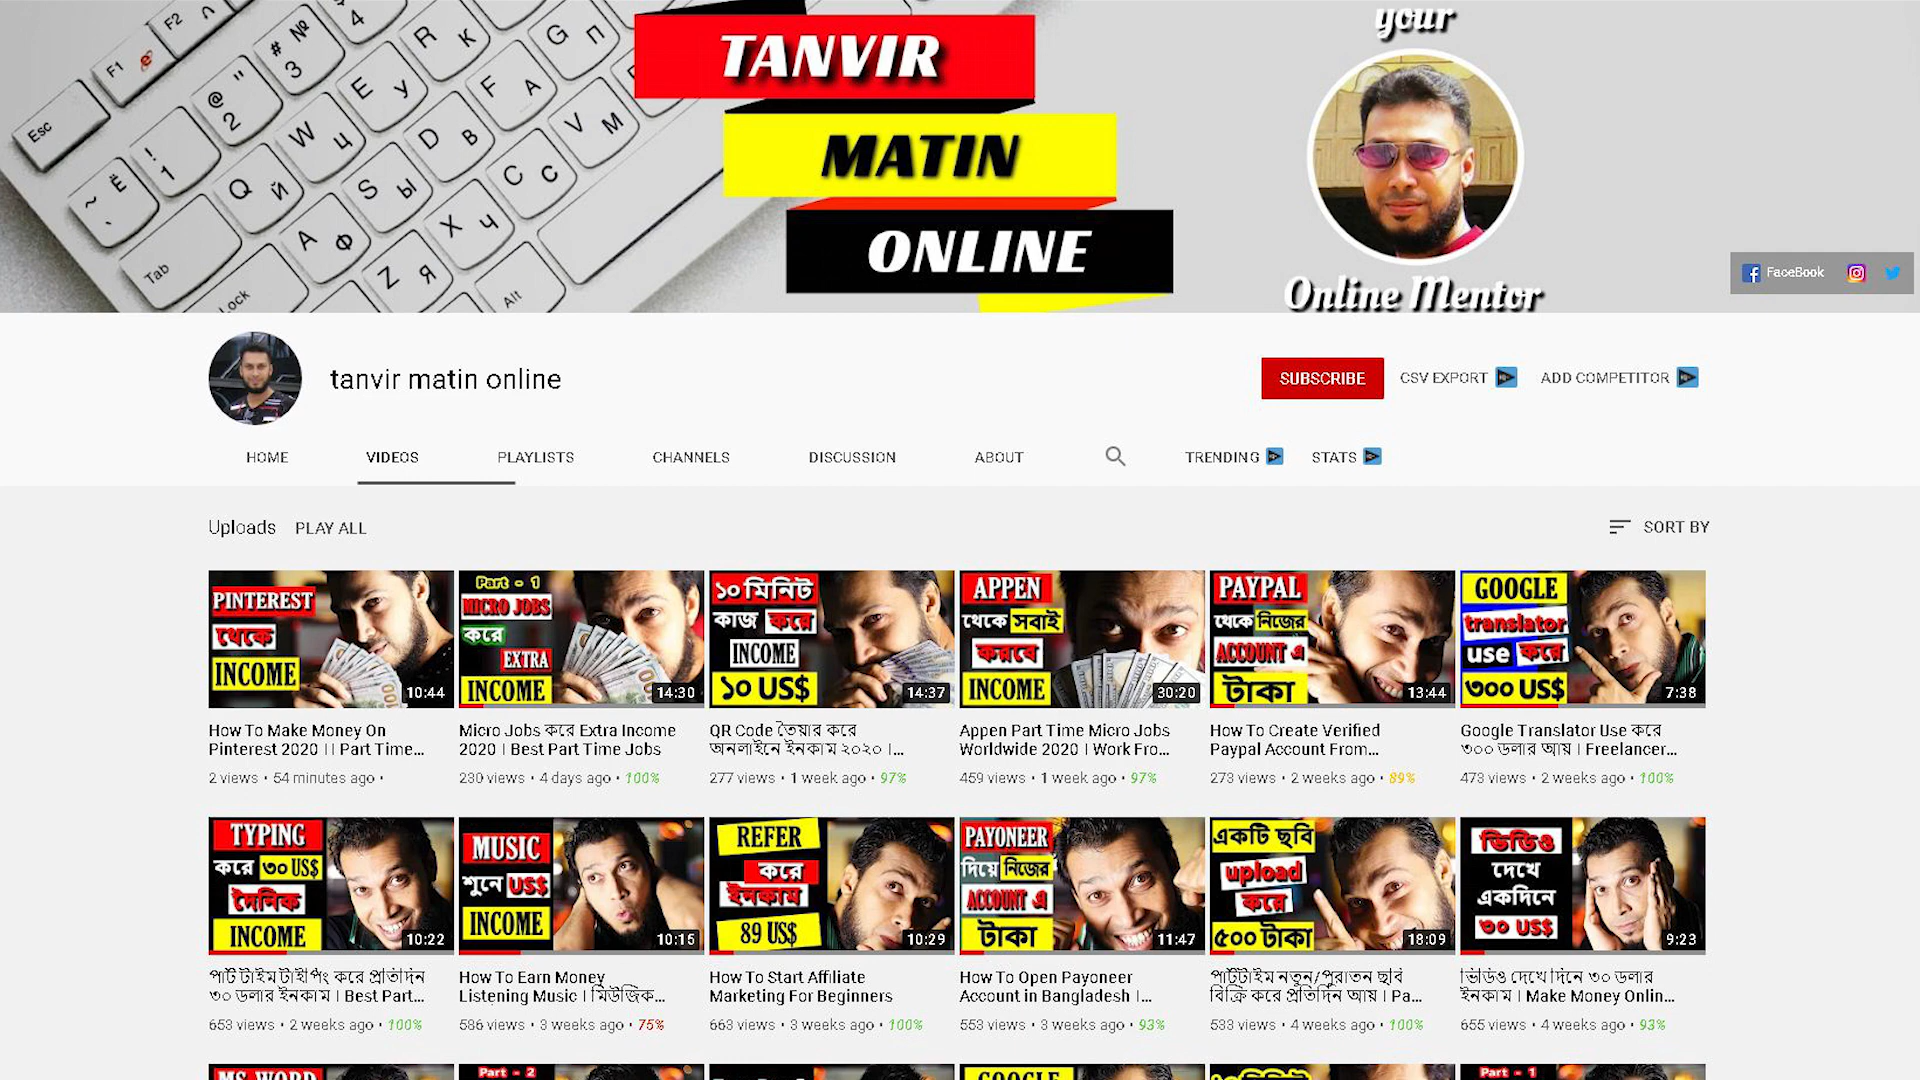 your
TANVIR
MATIN
ONLINE
Online Mentor
FaceBook
Esc
F1
F2
Tab
Lock
Alt
tanvir matin online
SUBSCRIBE
CSV EXPORT
ADD COMPETITOR
HOME
VIDEOS
PLAYLISTS
CHANNELS
DISCUSSION
ABOUT
TRENDING
STATS
Uploads
PLAY ALL
SORT BY
PINTEREST
থেকে
INCOME
10:44
Part - 1
MICRO JOBS
করে
EXTRA
INCOME
14:30
১০ মিনিট
কাজ করে
INCOME
১০ US$
14:37
APPEN
থেকে সবাই
করবে
INCOME
30:20
PAYPAL
থেকে নিজের
ACCOUNT এ
টাকা
13:44
GOOGLE
translator
use করে
৩০০ US$
7:38
How To Make Money On
Pinterest 2020 ।। Part Time...
2 views • 54 minutes ago •
Micro Jobs করে Extra Income
2020 । Best Part Time Jobs
230 views • 4 days ago • 100%
QR Code তৈয়ার করে
অনলাইনে ইনকাম ২০২০ ।...
277 views • 1 week ago • 97%
Appen Part Time Micro Jobs
Worldwide 2020 । Work Fro...
459 views • 1 week ago • 97%
How To Create Verified
Paypal Account From...
273 views • 2 weeks ago • 89%
Google Translator Use করে
৩০০ ডলার আয় । Freelancer...
473 views • 2 weeks ago • 100%
TYPING
করে ৩০ US$
দৈনিক
INCOME
10:22
MUSIC
শুনে US$
INCOME
10:15
REFER
করে
ইনকাম
89 US$
10:29
PAYONEER
দিয়ে নিজের
ACCOUNT এ
টাকা
11:47
একটি ছবি
upload
করে
৫০০ টাকা
18:09
ভিডিও
দেখে
একদিনে
৩০ US$
9:23
পার্ট টাইম টাইপিং করে প্রতিদিন
৩০ ডলার ইনকাম । Best Part...
653 views • 2 weeks ago • 100%
How To Earn Money
Listening Music । মিউজিক...
586 views • 3 weeks ago • 75%
How To Start Affiliate
Marketing For Beginners
663 views • 3 weeks ago • 100%
How To Open Payoneer
Account in Bangladesh ।...
553 views • 3 weeks ago • 93%
পার্টটাইম নতুন/পুরাতন ছবি
বিক্রি করে প্রতিদিন আয় । Pa...
533 views • 4 weeks ago • 100%
ভিডিও দেখে দিনে ৩০ ডলার
ইনকাম । Make Money Onlin...
655 views • 4 weeks ago • 93%
MS WORD
Part - 2
GOOGLE
১০ মিনিট
Part - 1